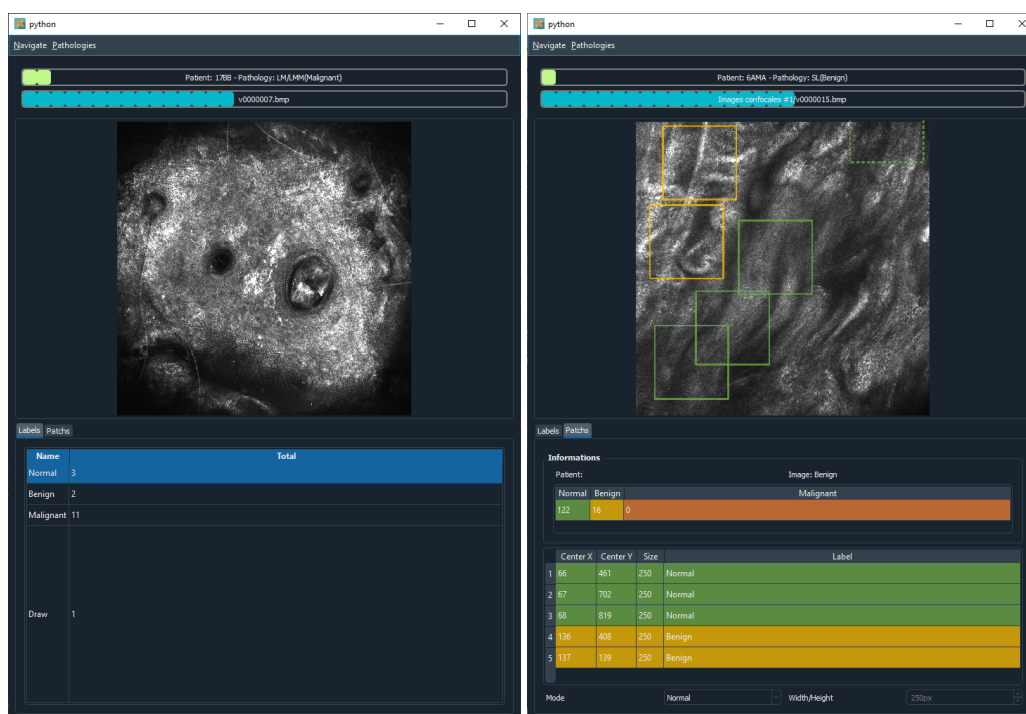 python
Navigate Pathologies
Patient: 17BB - Pathology: LM/LMM(Malignant)
v0000007.bmp
Labels Patchs
Name Total
Normal 3
Benign 2
Malignant 11
Draw 1
python
Navigate Pathologies
Patient: 6AMA - Pathology: SL(Benign)
Images confocales #1/v0000015.bmp
Labels Patchs
Informations
Patient: Image: Benign
Normal Benign Malignant
122 16 0
Center X Center Y Size Label
1 66 461 250 Normal
2 67 702 250 Normal
3 68 819 250 Normal
4 136 408 250 Benign
5 137 139 250 Benign
Mode Normal Width/Height 250px